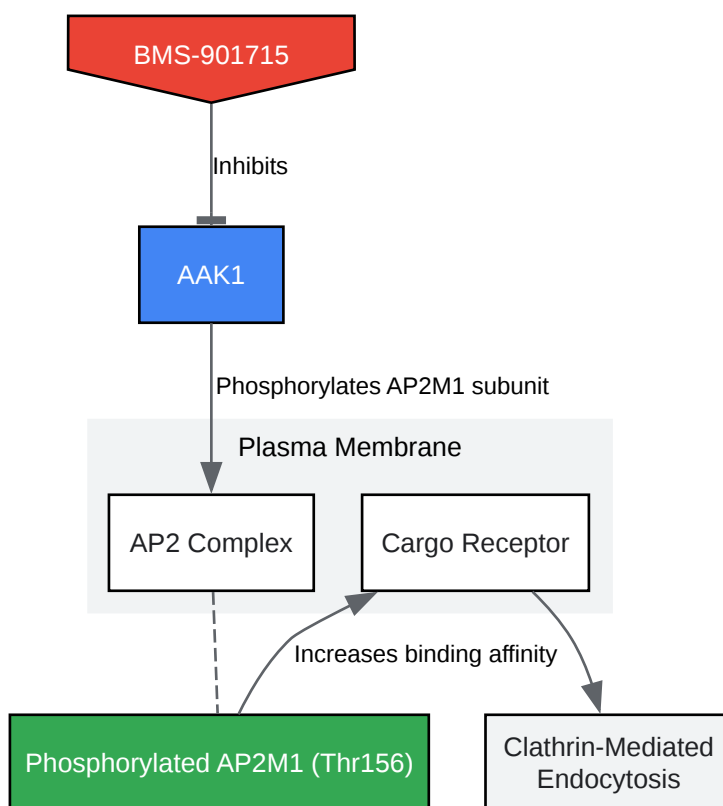 BMS-901715
Inhibits
AAK1
Phosphorylates AP2M1 subunit
Plasma Membrane
AP2 Complex
Cargo Receptor
Increases binding affinity
Phosphorylated AP2M1 (Thr156)
Clathrin-Mediated
Endocytosis